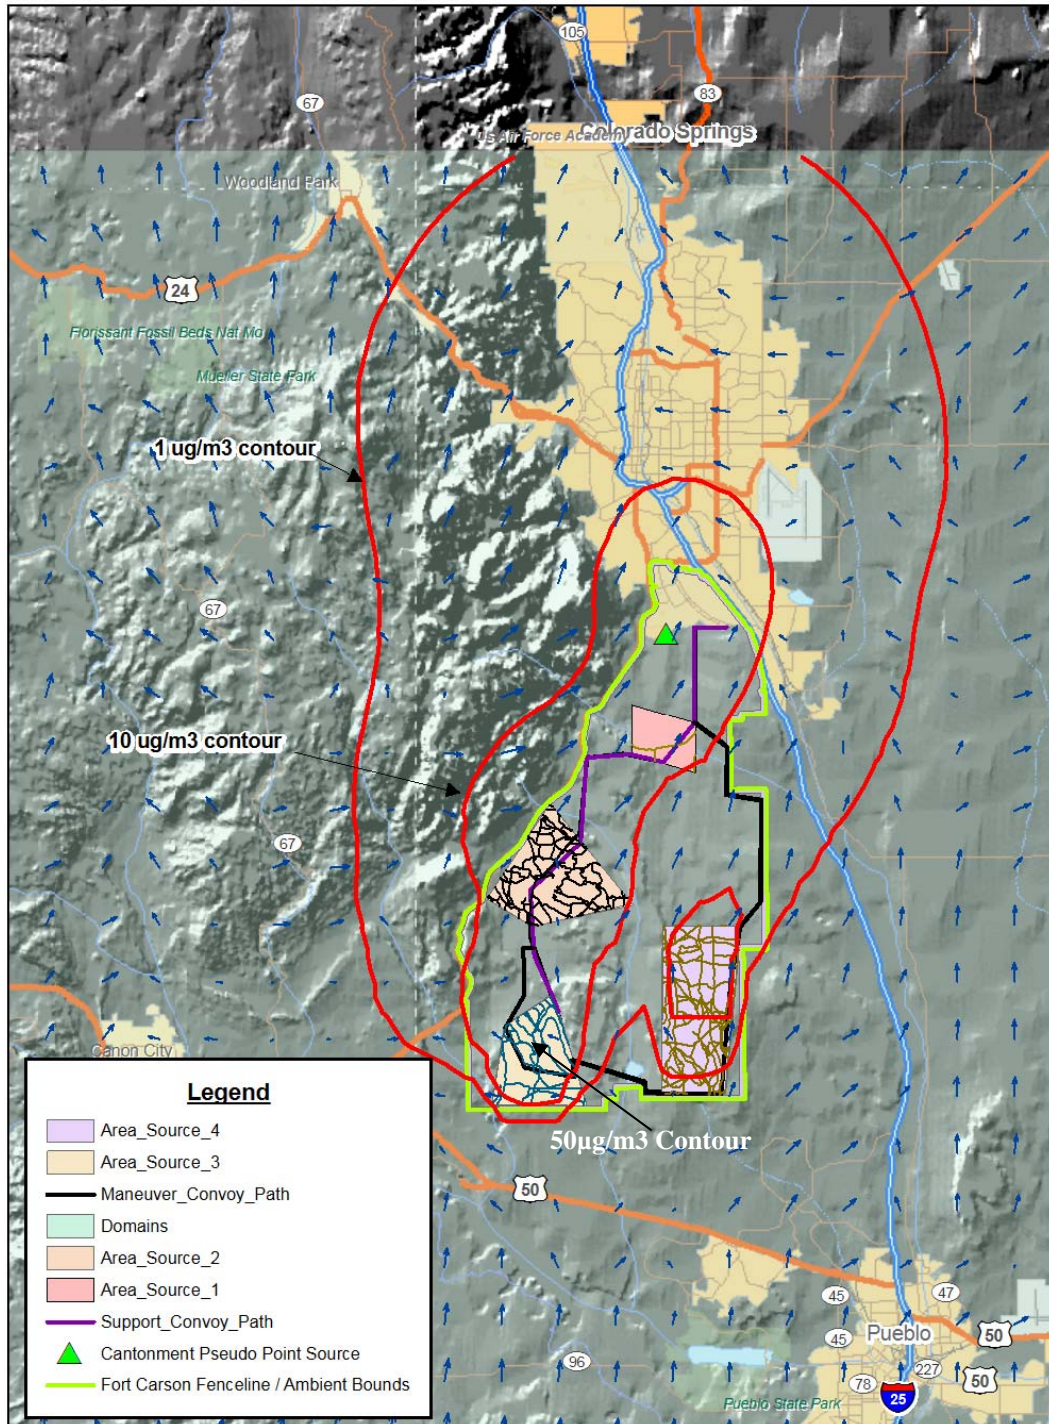 105
67
83
Us Air Force Academy
Colorado Springs
Woodland Park
24
Florissant Fossil Beds Nat Mo
Mueller State Park
1 ug/m3 contour
67
10 ug/m3 contour
67
Canon City
50µg/m3 Contour
50
Legend
Area_Source_4
Area_Source_3
Maneuver_Convoy_Path
Domains
Area_Source_2
Area_Source_1
Support_Convoy_Path
Cantonment Pseudo Point Source
Fort Carson Fenceline / Ambient Bounds
45
47
45
Pueblo
50
96
227
78
50
25
Pueblo State Park